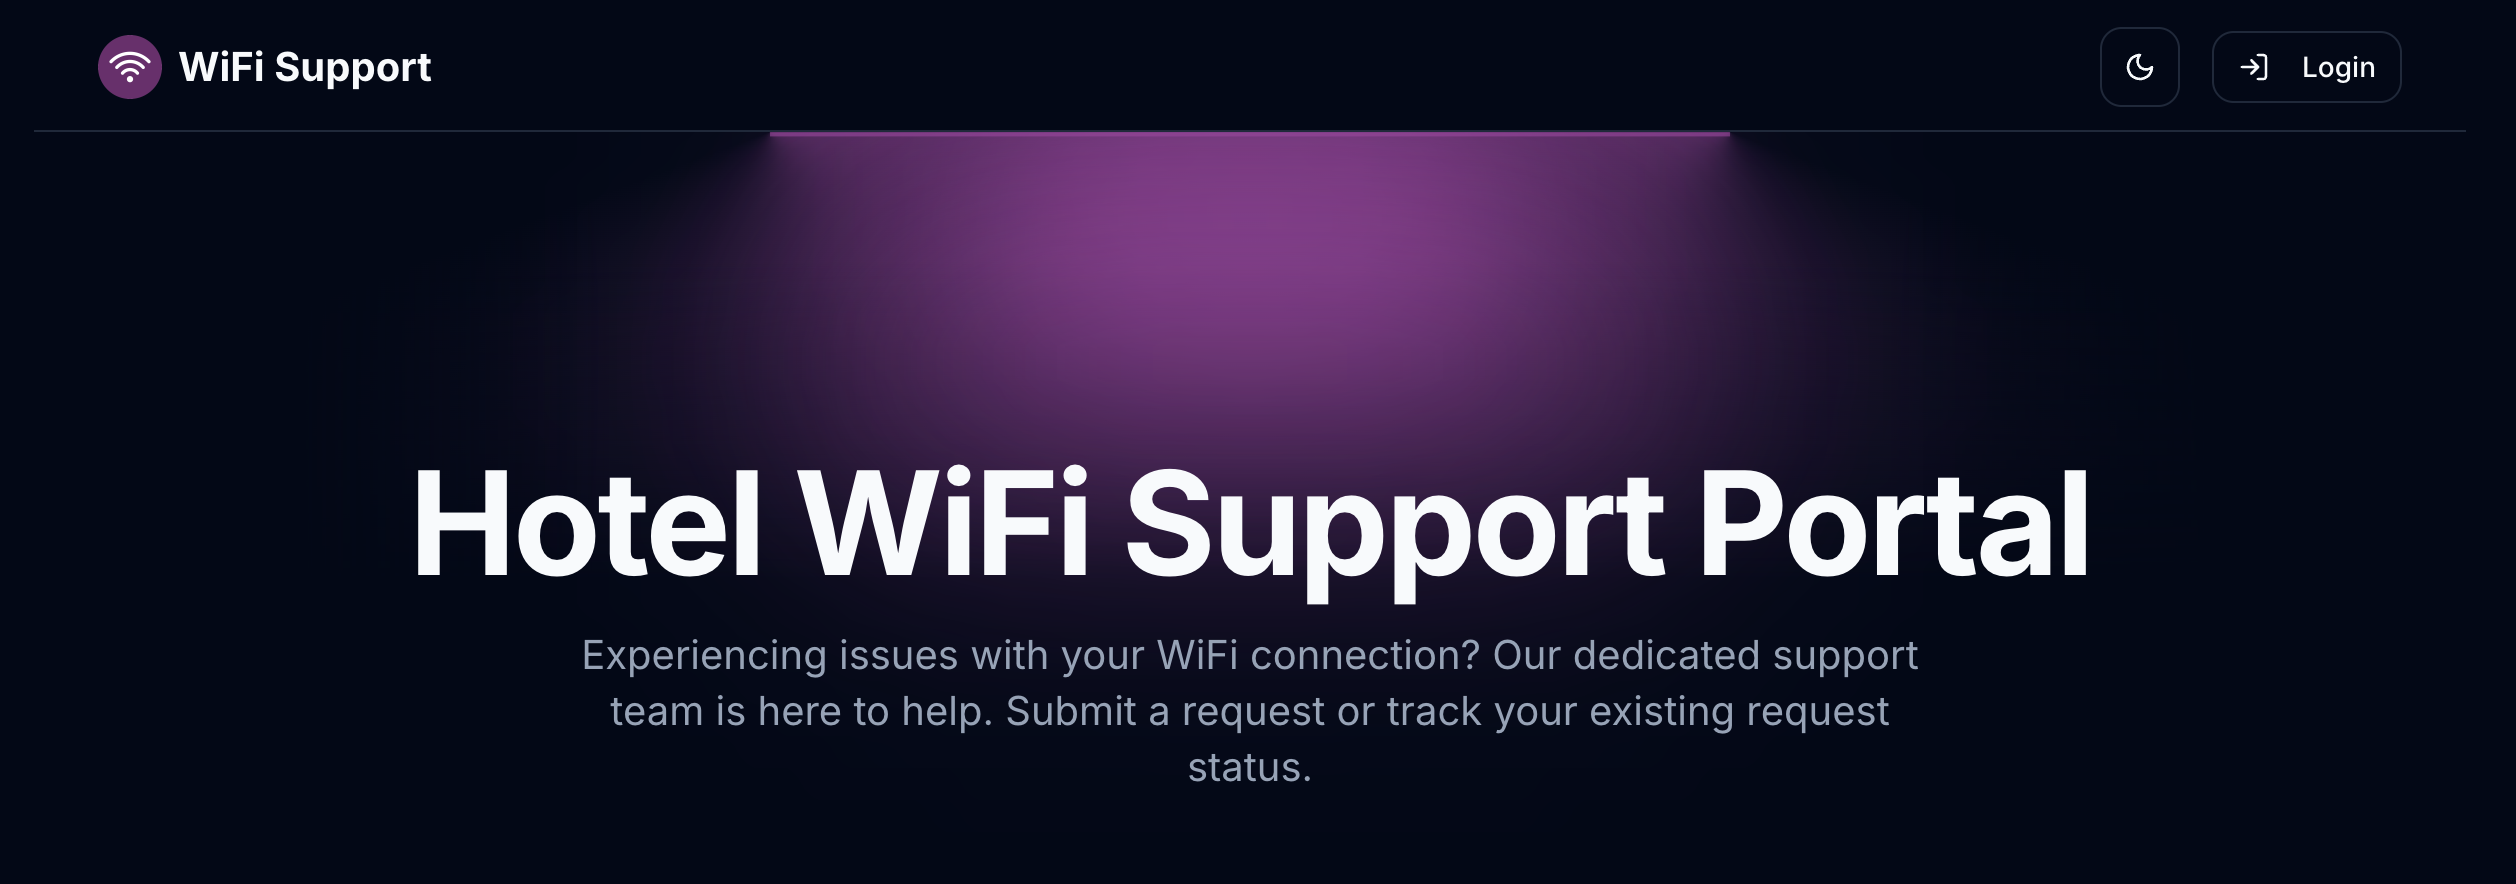 WiFi Support
Login
Hotel WiFi Support Portal
Experiencing issues with your WiFi connection? Our dedicated support
team is here to help. Submit a request or track your existing request
status.